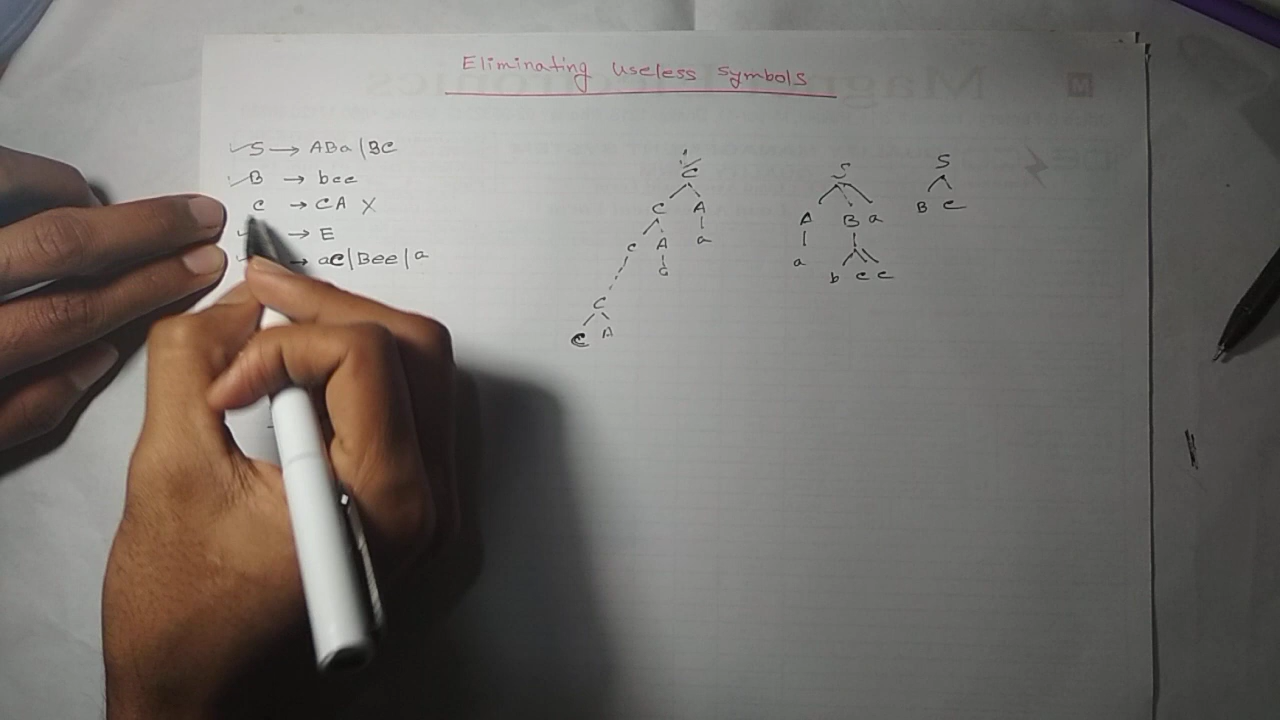 Eliminating useless symbols
S → ABa | BC
B → bcc
C → CA X
→ E
→ aC | Bcc | a
C
C A
C A a
a
C
C A
S
A B a
a b c c
S
B C